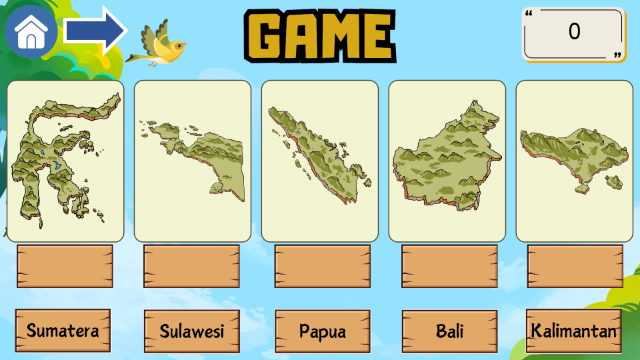 GAME
“ 0 ”
Sumatera
Sulawesi
Papua
Bali
Kalimantan